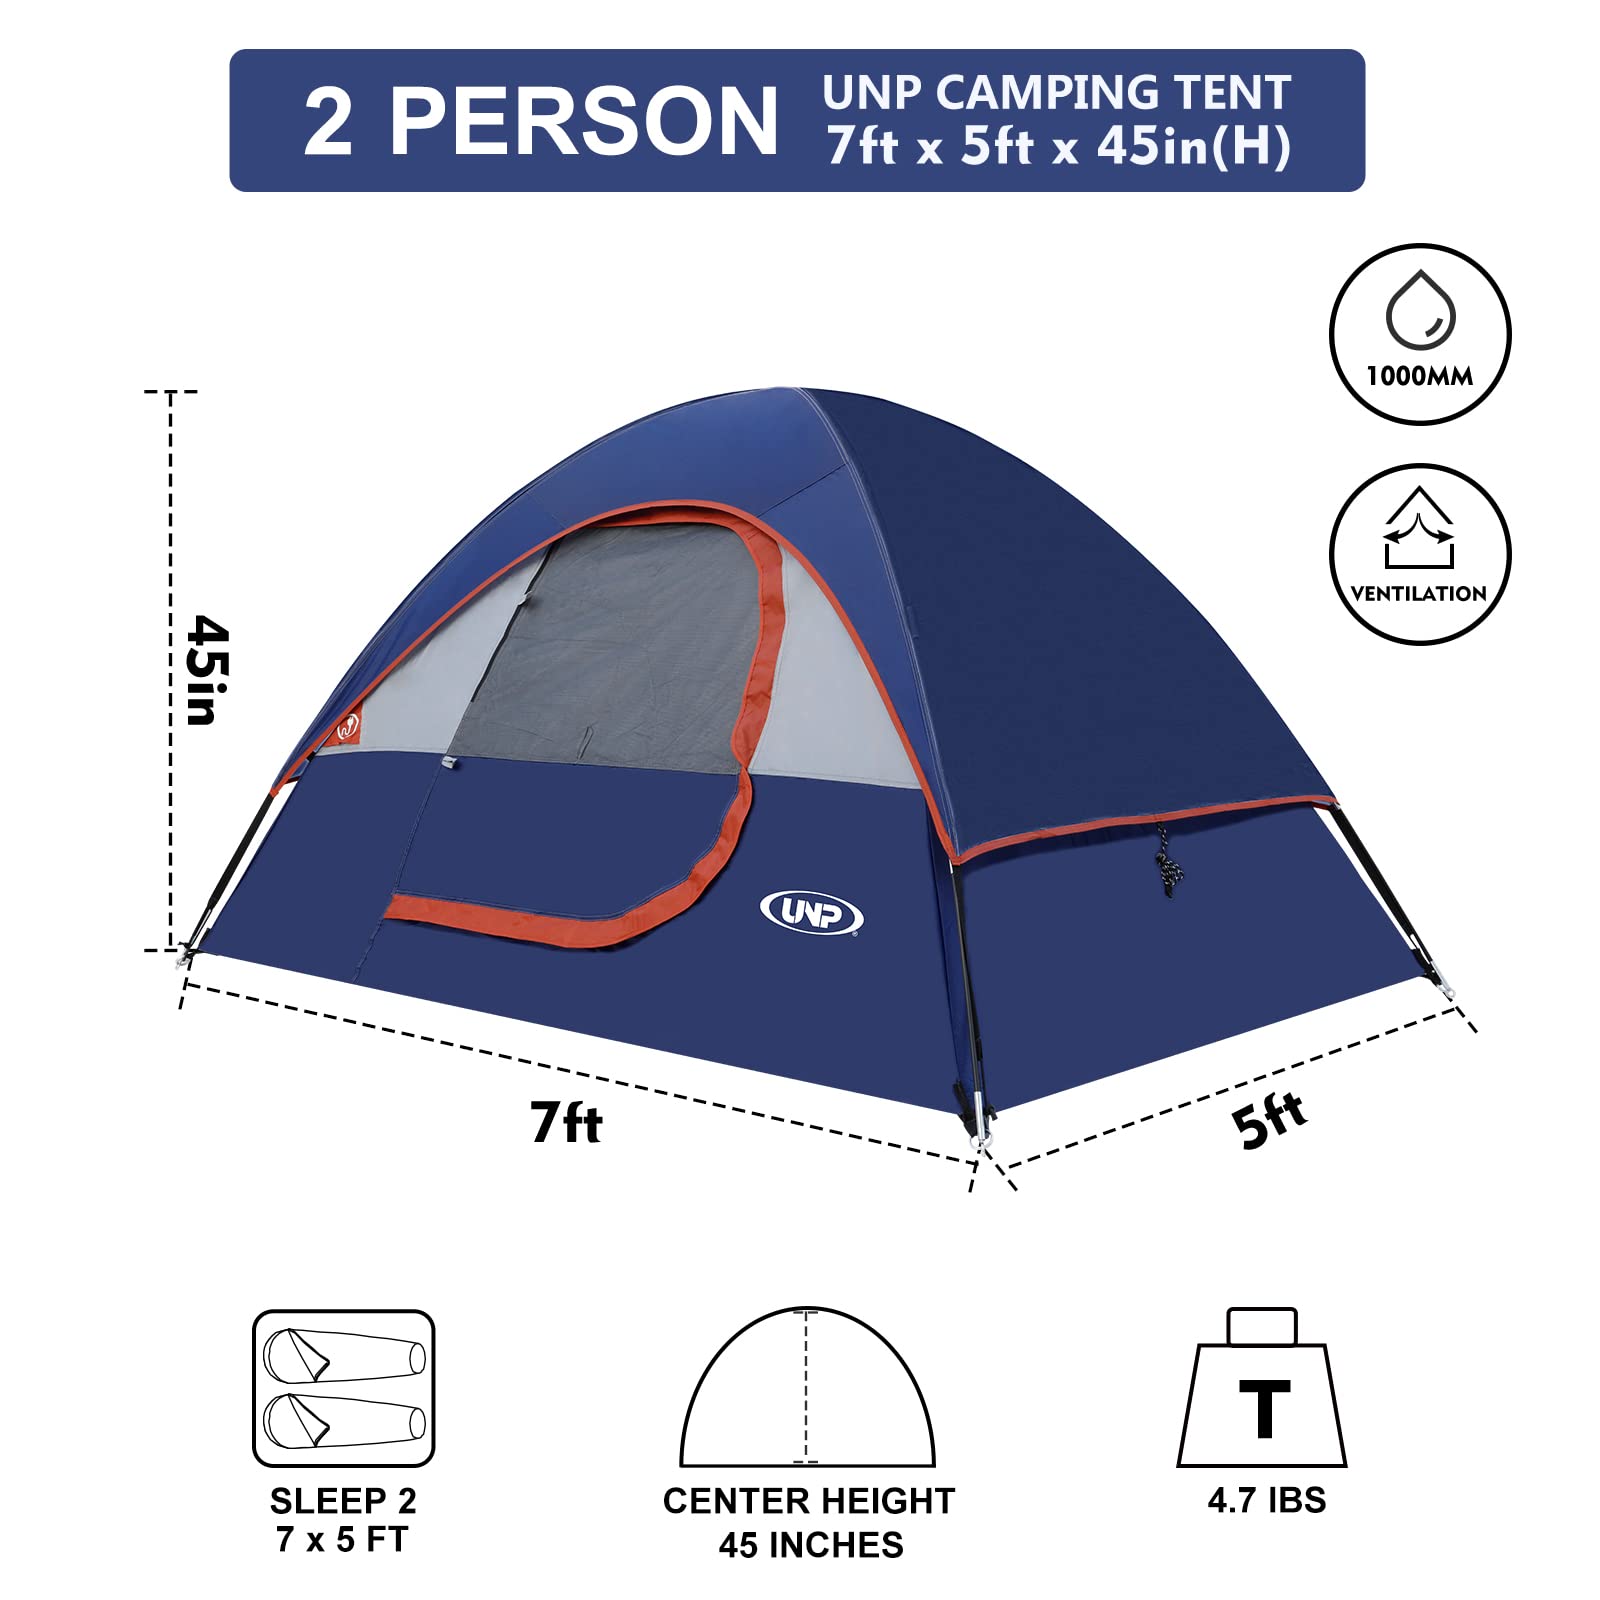 2 PERSON
UNP CAMPING TENT
7ft x 5ft x 45in(H)
1000MM
VENTILATION
45in
UNP
®
7ft
5ft
SLEEP 2
7 x 5 FT
CENTER HEIGHT
45 INCHES
T
4.7 IBS